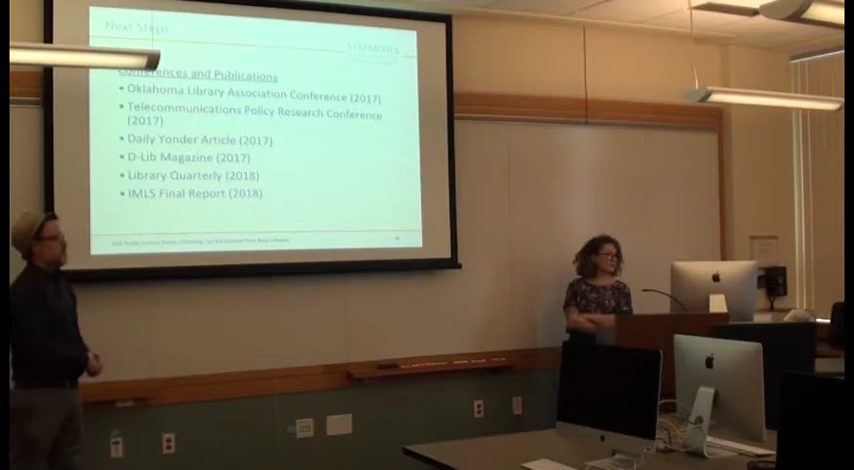 Next Steps
SIMMONS
Conferences and Publications
• Oklahoma Library Association Conference (2017)
• Telecommunications Policy Research Conference
(2017)
• Daily Yonder Article (2017)
• D-Lib Magazine (2017)
• Library Quarterly (2018)
• IMLS Final Report (2018)